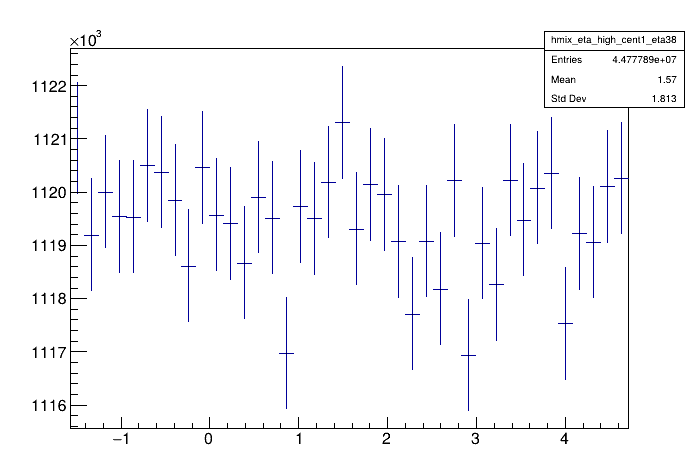 ×10³
hmix_eta_high_cent1_eta38
Entries 4.477789e+07
Mean 1.57
Std Dev 1.813
1122
1121
1120
1119
1118
1117
1116
−1 0 1 2 3 4